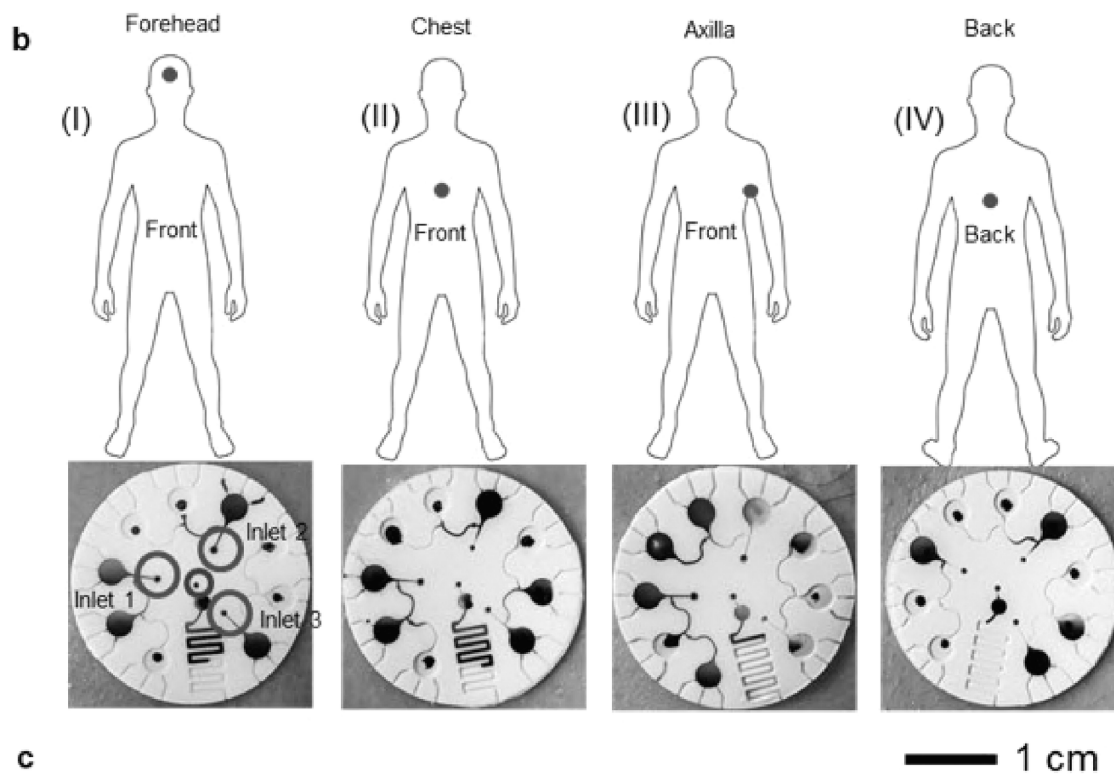 b
Forehead
Chest
Axilla
Back
(I)
(II)
(III)
(IV)
Front
Front
Front
Back
Inlet 2
Inlet 1
Inlet 3
c
1 cm